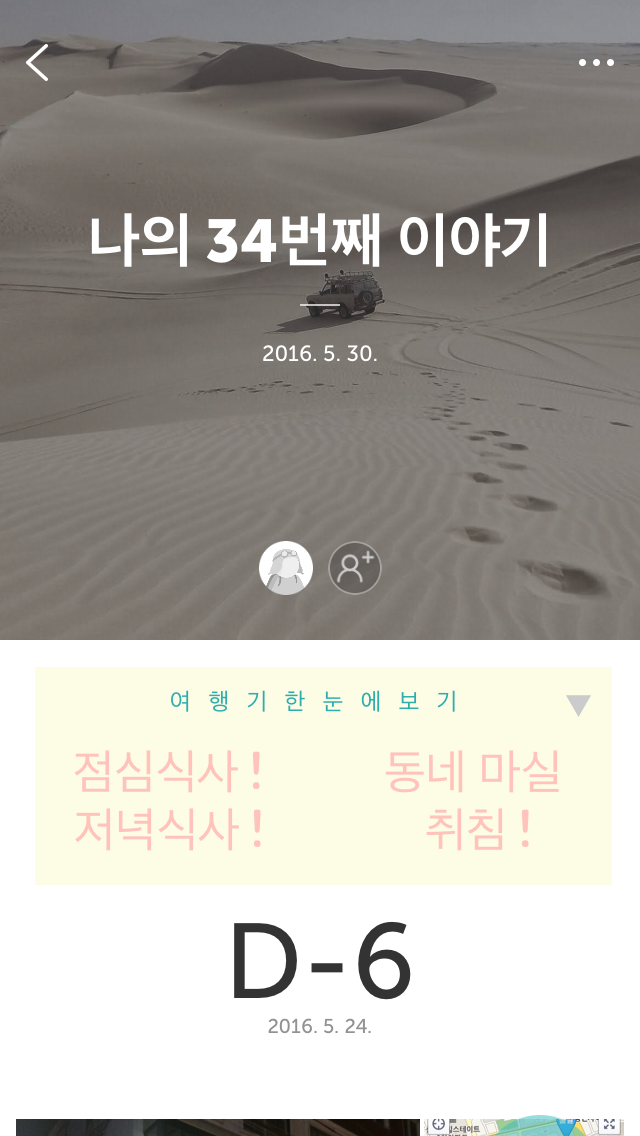 나의 34번째 이야기
2016. 5. 30.
여 행 기 한 눈 에 보 기
점심식사 ! 동네 마실
저녁식사 ! 취침 !
D-6
2016. 5. 24.